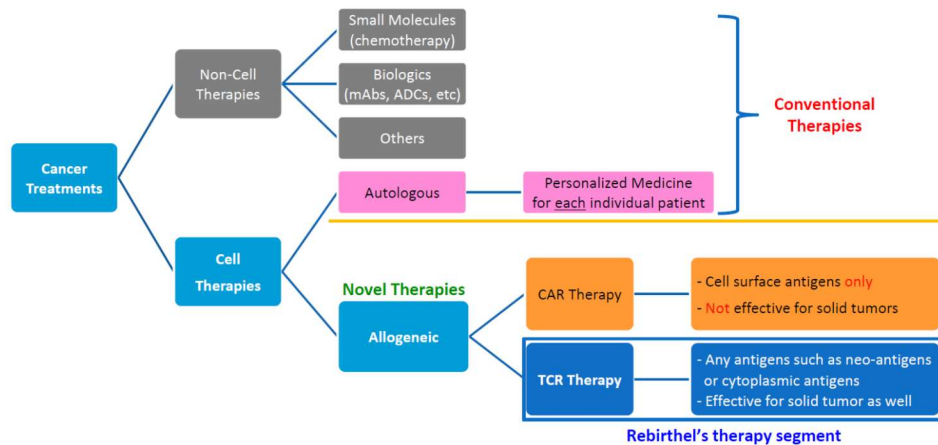 Small Molecules
(chemotherapy)
Non-Cell
Therapies
Biologics
(mAbs, ADCs, etc)
Others
Conventional
Therapies
Cancer
Treatments
Autologous
Personalized Medicine
for each individual patient
Cell
Therapies
Novel Therapies
Allogeneic
CAR Therapy
- Cell surface antigens only
- Not effective for solid tumors
TCR Therapy
- Any antigens such as neo-antigens
or cytoplasmic antigens
- Effective for solid tumor as well
Rebirthel's therapy segment